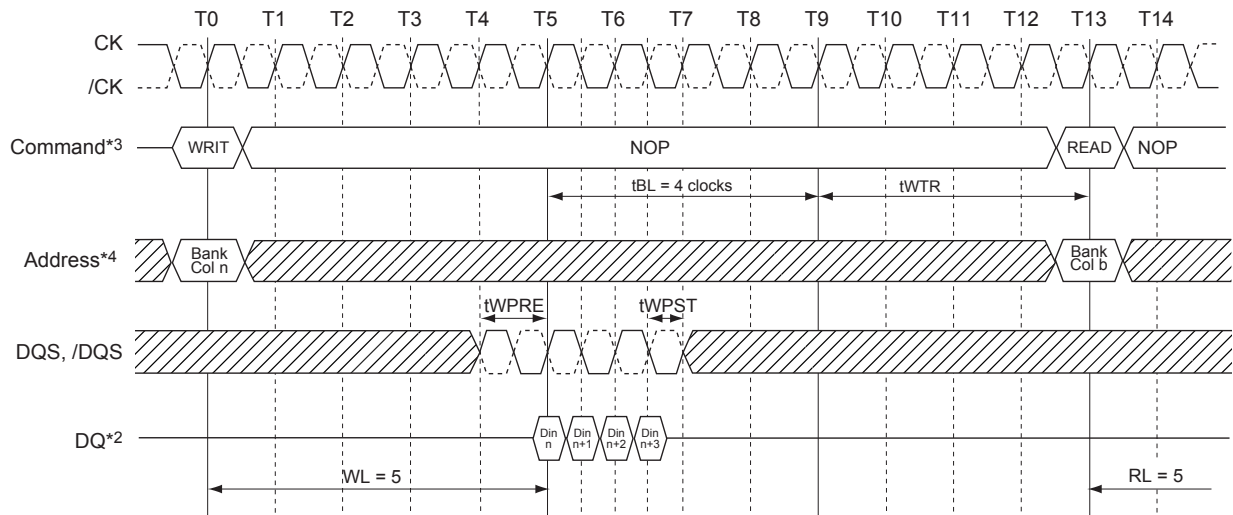 T0 T1 T2 T3 T4 T5 T6 T7 T8 T9 T10 T11 T12 T13 T14
CK
/CK
Command*3 WRIT NOP READ NOP
tBL = 4 clocks tWTR
Address*4 Bank Col n Bank Col b
tWPRE tWPST
DQS, /DQS
DQ*2 Din n Din n+1 Din n+2 Din n+3
WL = 5 RL = 5